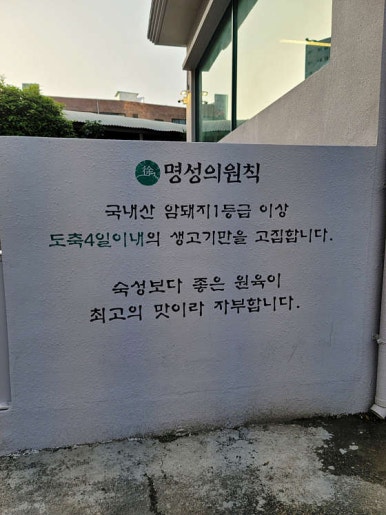 徐 명성의원칙
국내산 암퇘지1등급 이상
도축4일이내의 생고기만을 고집합니다.
숙성보다 좋은 원육이
최고의 맛이라 자부합니다.